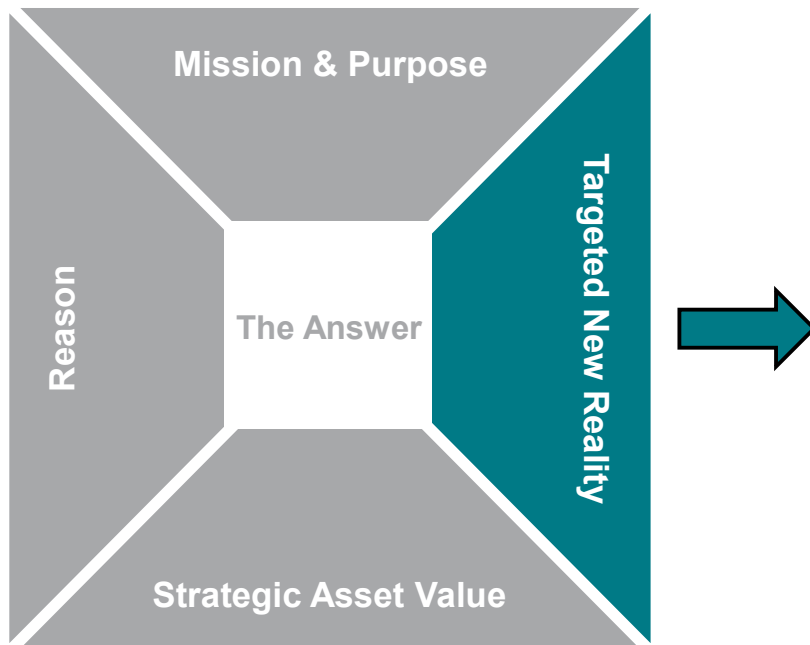 Mission & Purpose
Reason
The Answer
Targeted New Reality
Strategic Asset Value